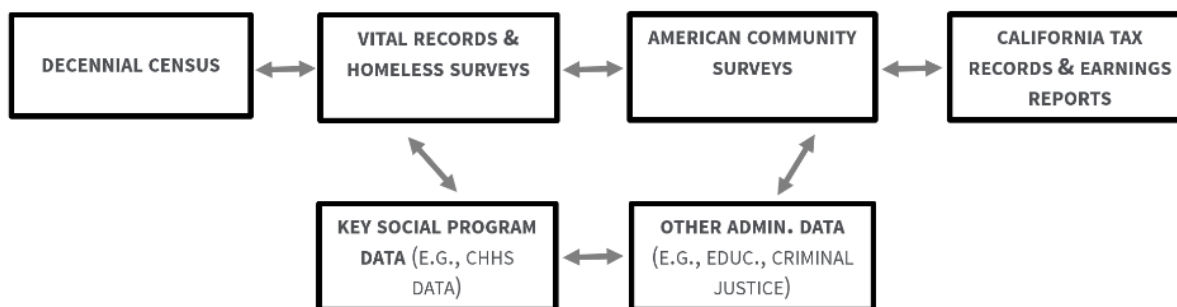 DECENNIAL CENSUS
VITAL RECORDS &
HOMELESS SURVEYS
AMERICAN COMMUNITY
SURVEYS
CALIFORNIA TAX
RECORDS & EARNINGS
REPORTS
KEY SOCIAL PROGRAM
DATA (E.G., CHHS
DATA)
OTHER ADMIN. DATA
(E.G., EDUC., CRIMINAL
JUSTICE)